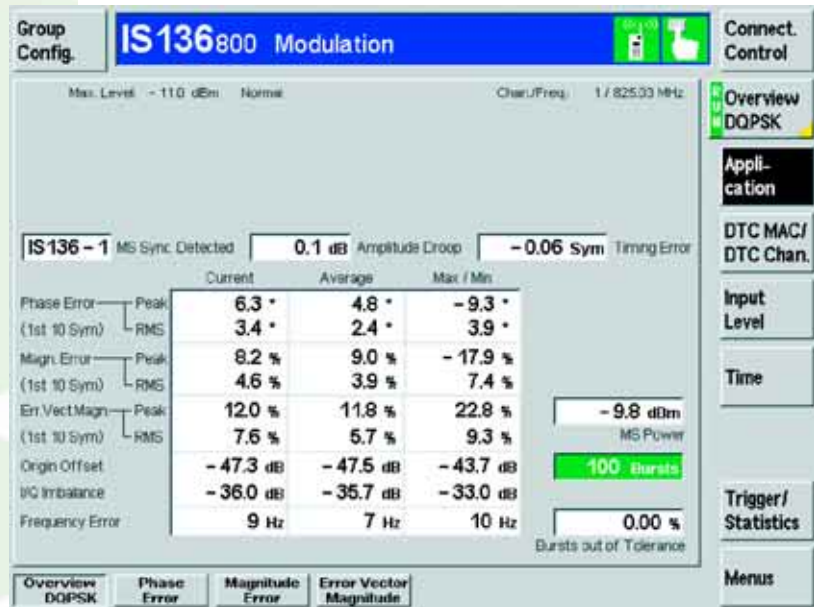 Group Config.
IS136800 Modulation
Connect. Control
Max. Level - 11.0 dBm Normal Chan./Freq. 1 / 825.03 MHz
RUN
Overview DQPSK
Appli- cation
DTC MAC/ DTC Chan.
Input Level
Time
Trigger/ Statistics
Menus
IS136 - 1 MS Sync. Detected 0.1 dB Amplitude Droop - 0.06 Sym Timing Error
Current Average Max / Min
Phase Error Peak 6.3 ° 4.8 ° - 9.3 °
(1st 10 Sym) RMS 3.4 ° 2.4 ° 3.9 °
Magn. Error Peak 8.2 % 9.0 % - 17.9 %
(1st 10 Sym) RMS 4.6 % 3.9 % 7.4 %
Err.Vect.Magn Peak 12.0 % 11.8 % 22.8 %
(1st 10 Sym) RMS 7.6 % 5.7 % 9.3 %
- 9.8 dBm
MS Power
Origin Offset - 47.3 dB - 47.5 dB - 43.7 dB
100 Bursts
I/Q Imbalance - 36.0 dB - 35.7 dB - 33.0 dB
Frequency Error 9 Hz 7 Hz 10 Hz
0.00 %
Bursts out of Tolerance
Overview DQPSK
Phase Error
Magnitude Error
Error Vector Magnitude